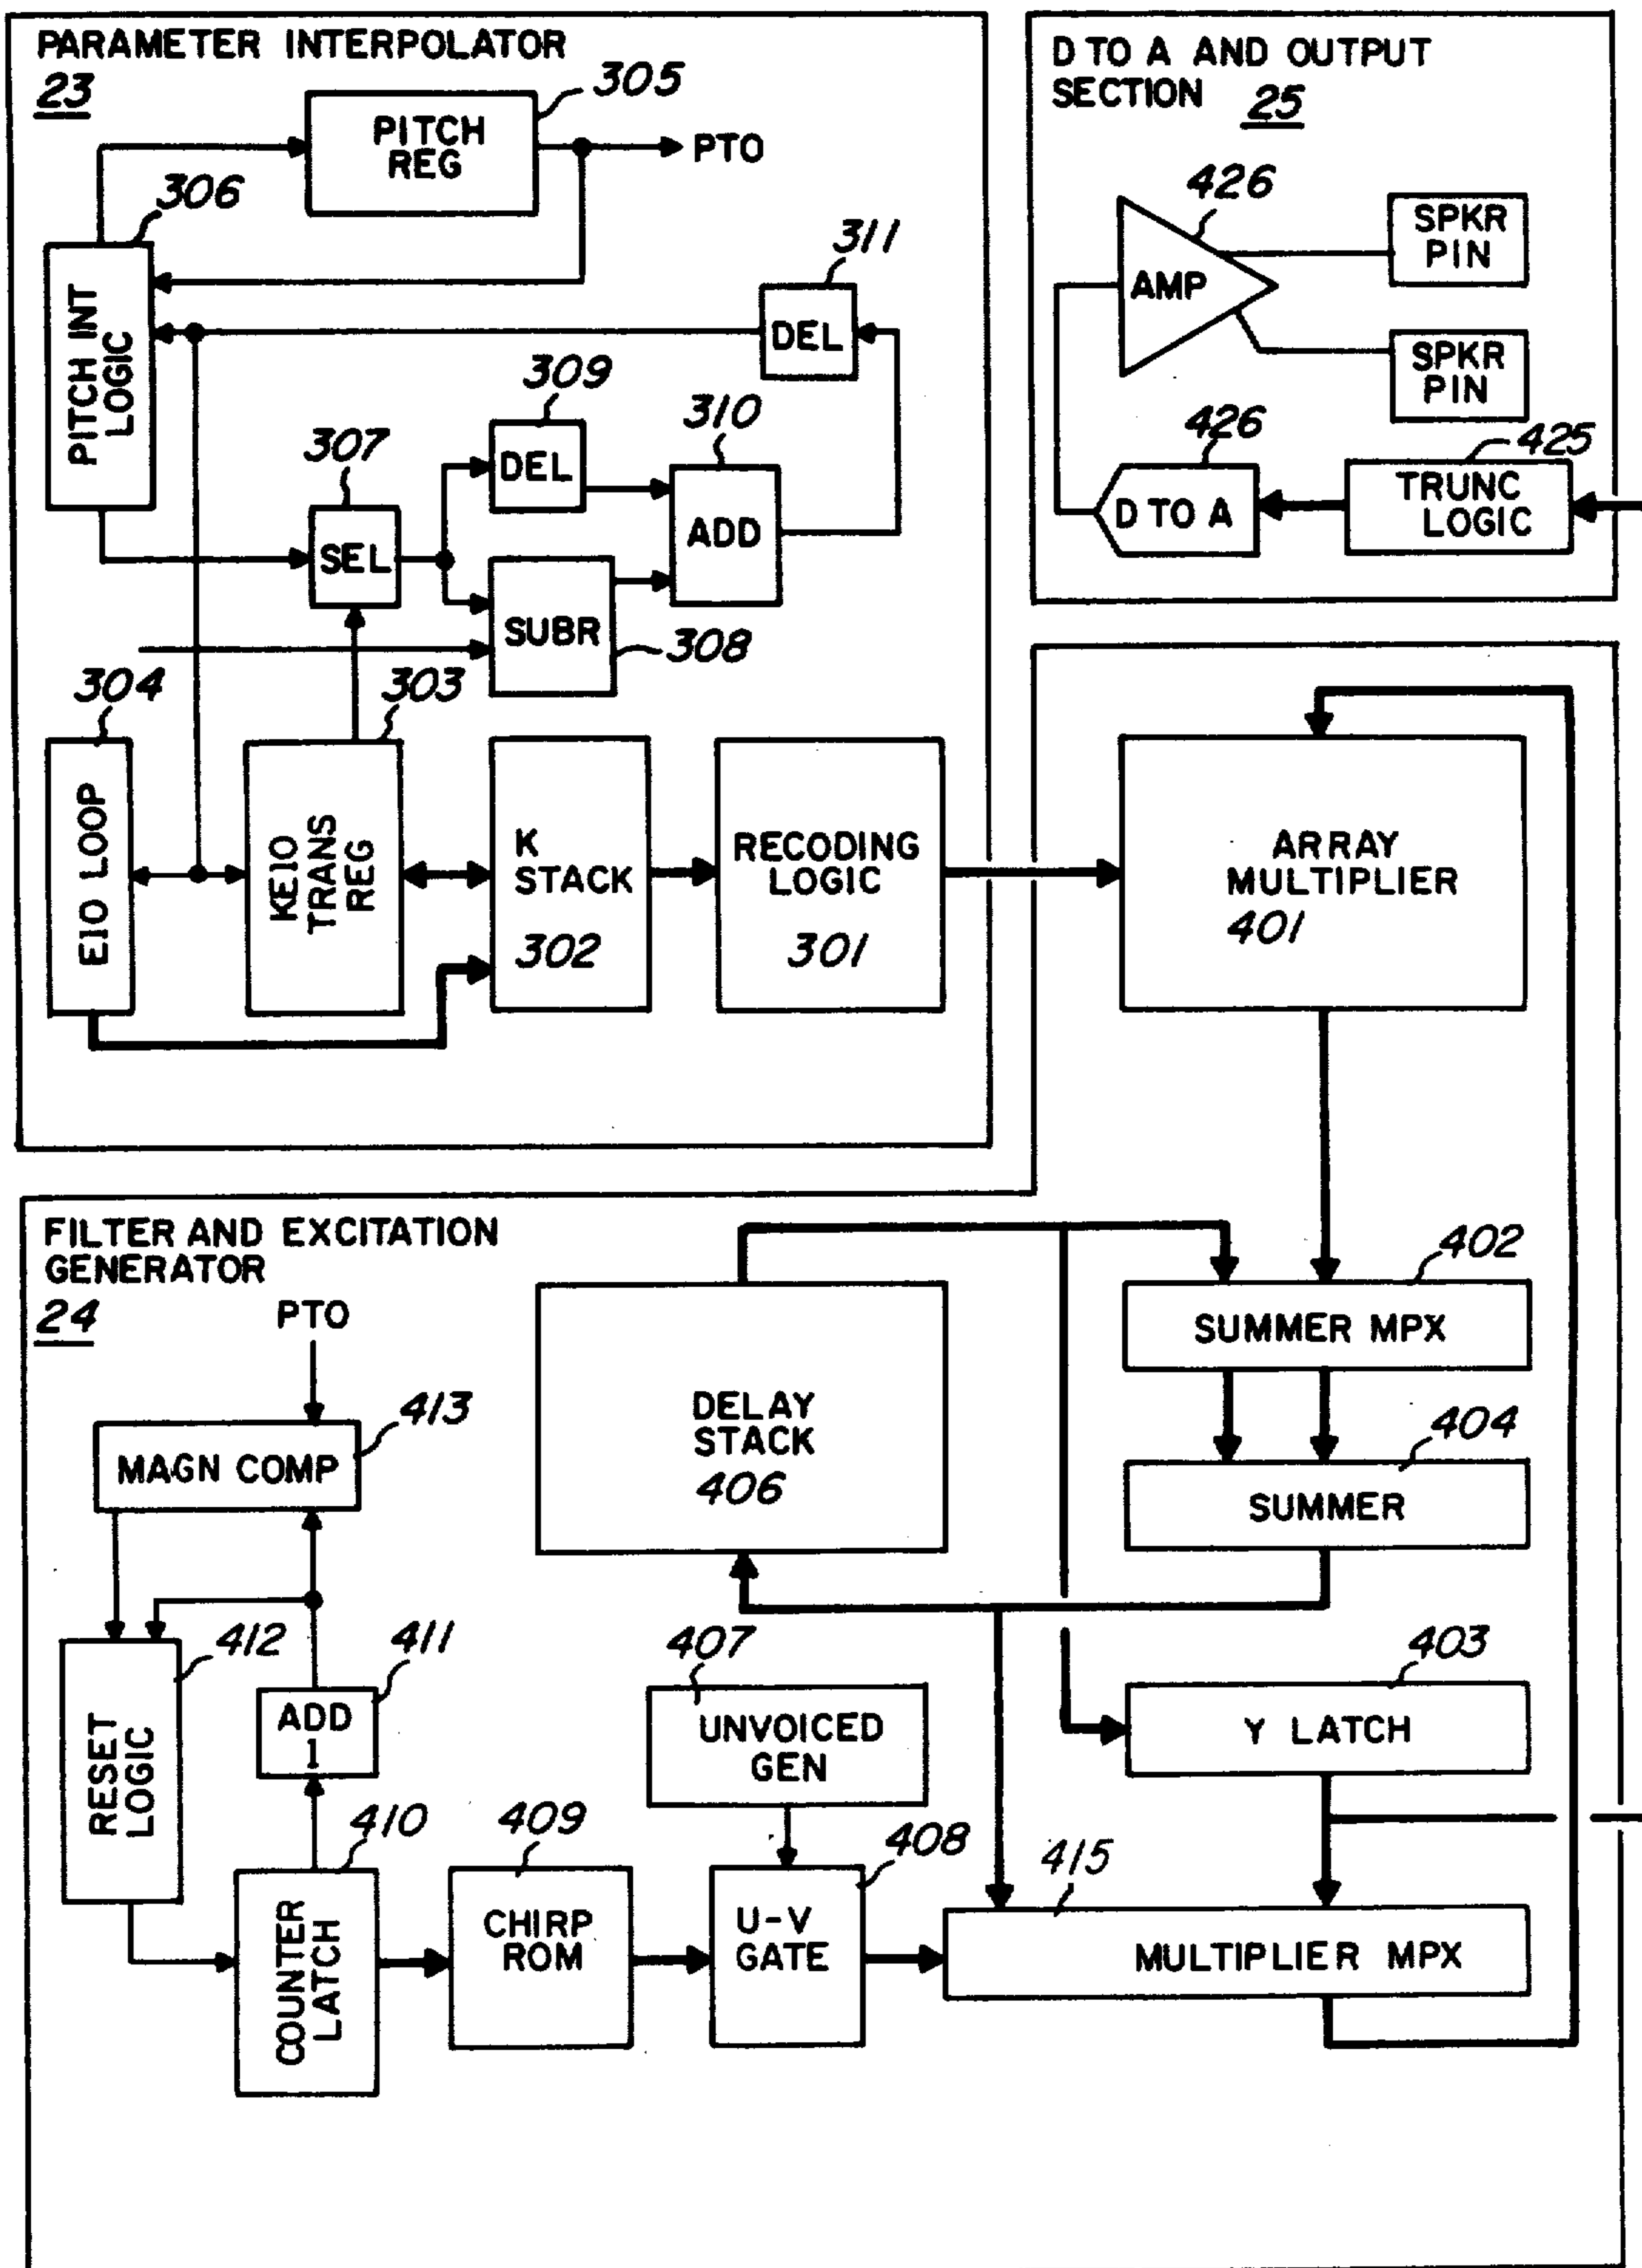 PARAMETER INTERPOLATOR
23
305
PITCH
REG
PTO
306
PITCH INT
LOGIC
311
DEL
309
DEL
310
ADD
307
SEL
SUBR
308
304
E10 LOOP
303
KE10
TRANS
REG
K
STACK
302
RECODING
LOGIC
301
D TO A AND OUTPUT
SECTION 25
426
AMP
SPKR
PIN
SPKR
PIN
426
D TO A
425
TRUNC
LOGIC
ARRAY
MULTIPLIER
401
FILTER AND EXCITATION
GENERATOR
24
PTO
413
MAGN COMP
DELAY
STACK
406
402
SUMMER MPX
404
SUMMER
412
RESET
LOGIC
411
ADD
1
407
UNVOICED
GEN
403
Y LATCH
410
COUNTER
LATCH
409
CHIRP
ROM
408
U-V
GATE
415
MULTIPLIER MPX